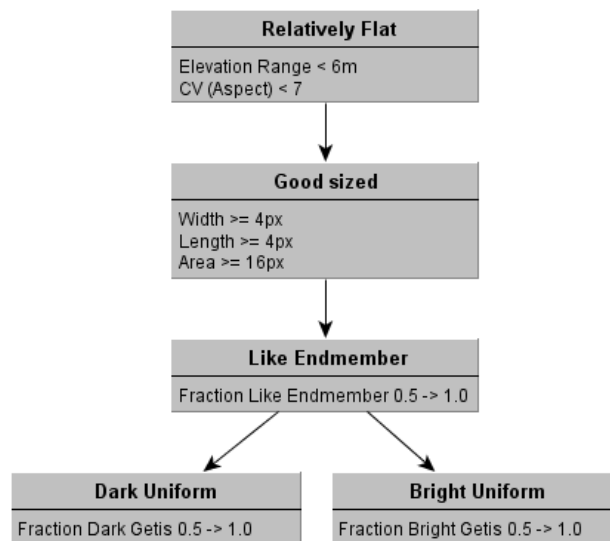 Relatively Flat
Elevation Range < 6m
CV (Aspect) < 7
Good sized
Width >= 4px
Length >= 4px
Area >= 16px
Like Endmember
Fraction Like Endmember 0.5 -> 1.0
Dark Uniform
Fraction Dark Getis 0.5 -> 1.0
Bright Uniform
Fraction Bright Getis 0.5 -> 1.0